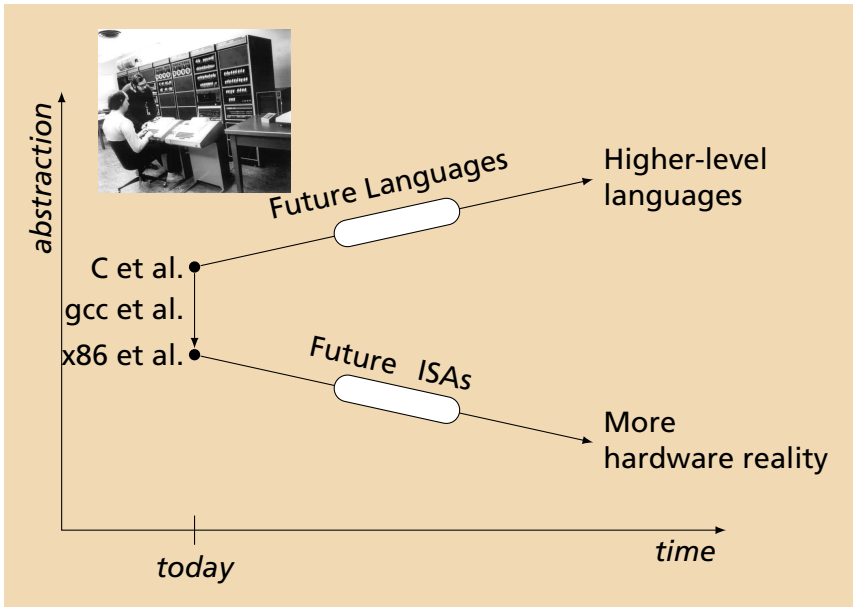 abstraction
Future Languages
Higher-level
languages
C et al.
gcc et al.
x86 et al.
Future ISAs
More
hardware reality
today
time